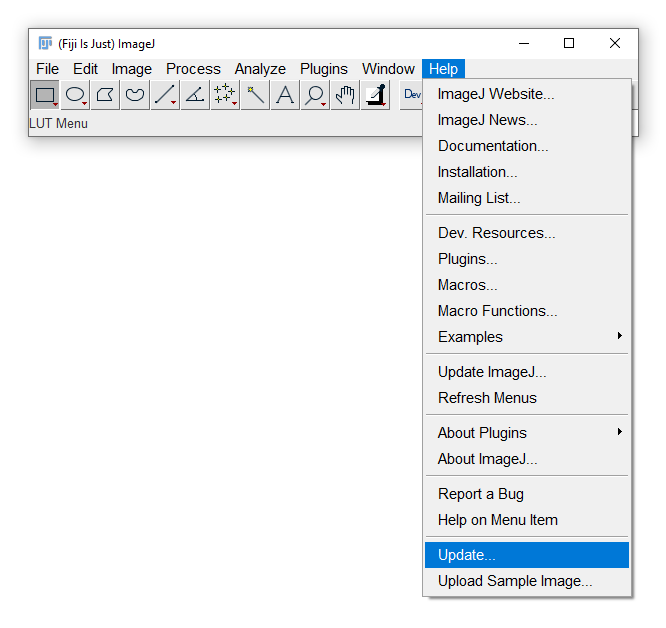 (Fiji Is Just) ImageJ
File Edit Image Process Analyze Plugins Window Help
Dev
LUT Menu
ImageJ Website...
ImageJ News...
Documentation...
Installation...
Mailing List...
Dev. Resources...
Plugins...
Macros...
Macro Functions...
Examples
Update ImageJ...
Refresh Menus
About Plugins
About ImageJ...
Report a Bug
Help on Menu Item
Update...
Upload Sample Image...